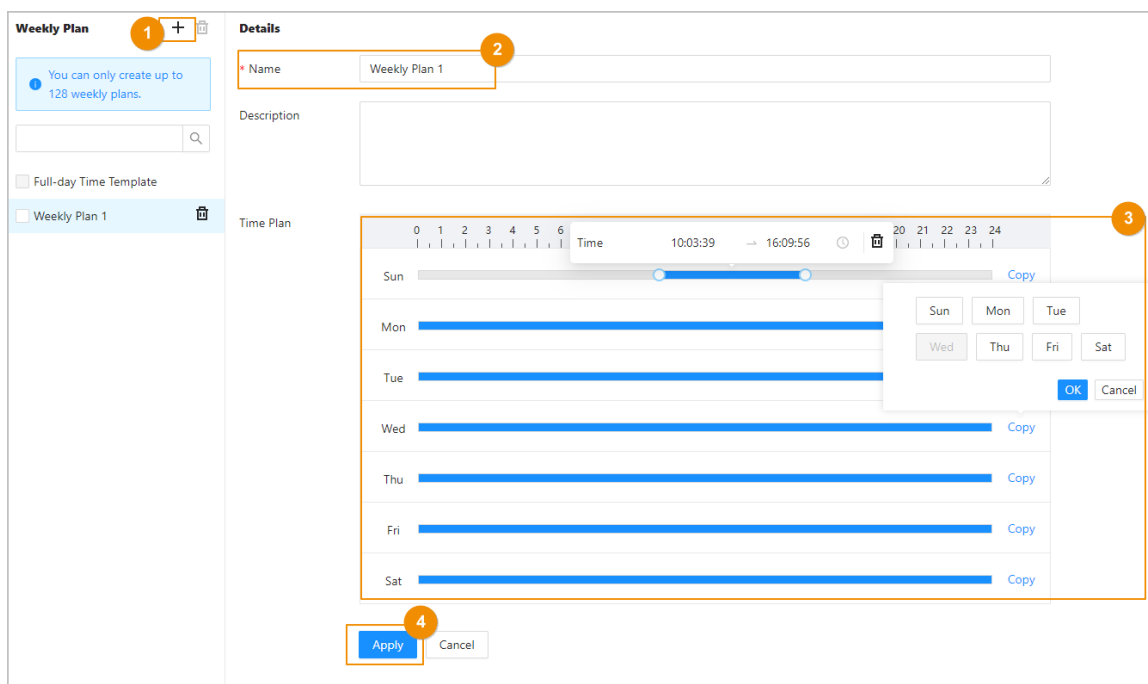 Weekly Plan
1
+
Details
You can only create up to
128 weekly plans.
2
* Name
Weekly Plan 1
Description
Full-day Time Template
Weekly Plan 1
Time Plan
3
0 1 2 3 4 5 6 20 21 22 23 24
Time 10:03:39 → 16:09:56
Sun Copy
Sun Mon Tue
Wed Thu Fri Sat
OK Cancel
Mon
Tue
Wed Copy
Thu Copy
Fri Copy
Sat Copy
4
Apply Cancel